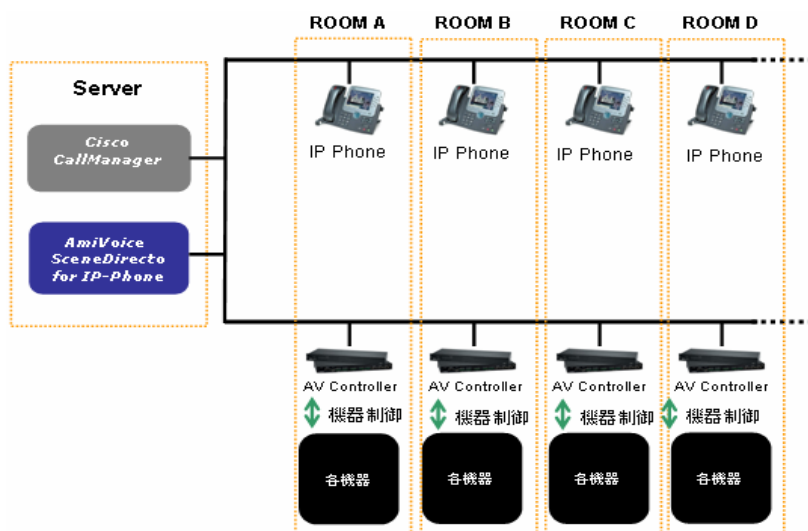 ROOM A
ROOM B
ROOM C
ROOM D
Server
Cisco
CallManager
AmiVoice
SceneDirecto
for IP-Phone
IP Phone
IP Phone
IP Phone
IP Phone
AV Controller
AV Controller
AV Controller
AV Controller
機器制御
機器制御
機器制御
機器制御
各機器
各機器
各機器
各機器